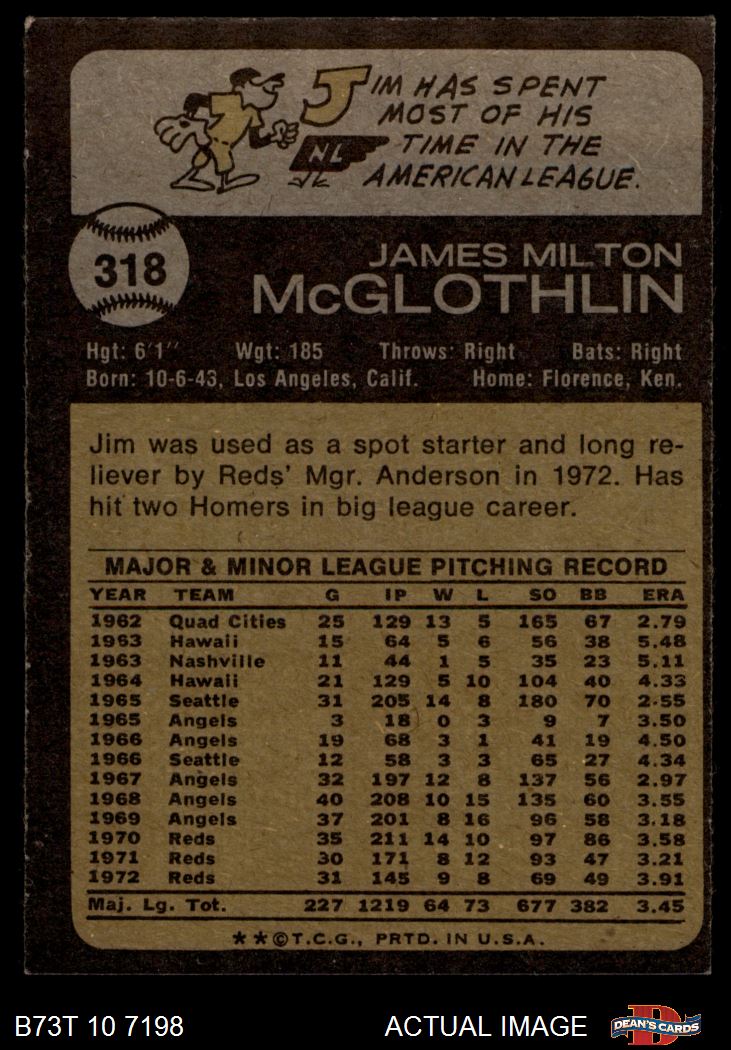 JIM HAS SPENT
MOST OF HIS
NL TIME IN THE
AMERICAN LEAGUE.
318
JAMES MILTON
McGLOTHLIN
Hgt: 6'1" Wgt: 185 Throws: Right Bats: Right
Born: 10-6-43, Los Angeles, Calif. Home: Florence, Ken.
Jim was used as a spot starter and long re-
liever by Reds' Mgr. Anderson in 1972. Has
hit two Homers in big league career.
MAJOR & MINOR LEAGUE PITCHING RECORD
YEAR TEAM G IP W L SO BB ERA
1962 Quad Cities 25 129 13 5 165 67 2.79
1963 Hawaii 15 64 5 6 56 38 5.48
1963 Nashville 11 44 1 5 35 23 5.11
1964 Hawaii 21 129 5 10 104 40 4.33
1965 Seattle 31 205 14 8 180 70 2.55
1965 Angels 3 18 0 3 9 7 3.50
1966 Angels 19 68 3 1 41 19 4.50
1966 Seattle 12 58 3 3 65 27 4.34
1967 Angels 32 197 12 8 137 56 2.97
1968 Angels 40 208 10 15 135 60 3.55
1969 Angels 37 201 8 16 96 58 3.18
1970 Reds 35 211 14 10 97 86 3.58
1971 Reds 30 171 8 12 93 47 3.21
1972 Reds 31 145 9 8 69 49 3.91
Maj. Lg. Tot. 227 1219 64 73 677 382 3.45
**©T.C.G., PRTD. IN U.S.A.
B73T 10 7198 ACTUAL IMAGE D DEAN'S CARDS